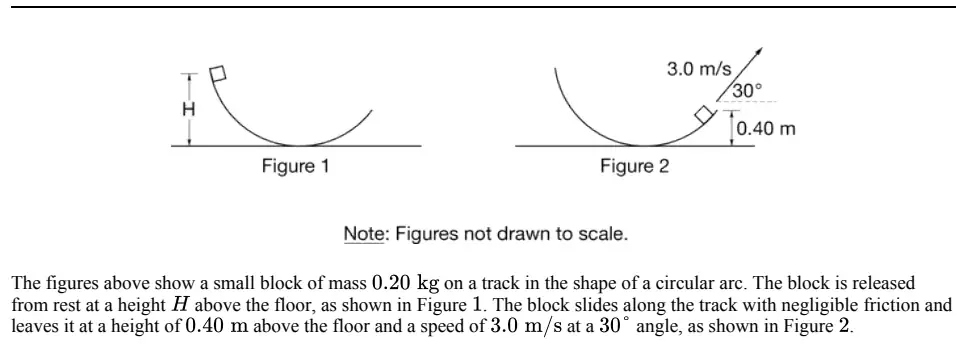 3.0 m/s
30°
H
0.40 m
Figure 1
Figure 2
Note: Figures not drawn to scale.
The figures above show a small block of mass 0.20 kg on a track in the shape of a circular arc. The block is released
from rest at a height H above the floor, as shown in Figure 1. The block slides along the track with negligible friction and
leaves it at a height of 0.40 m above the floor and a speed of 3.0 m/s at a 30° angle, as shown in Figure 2.